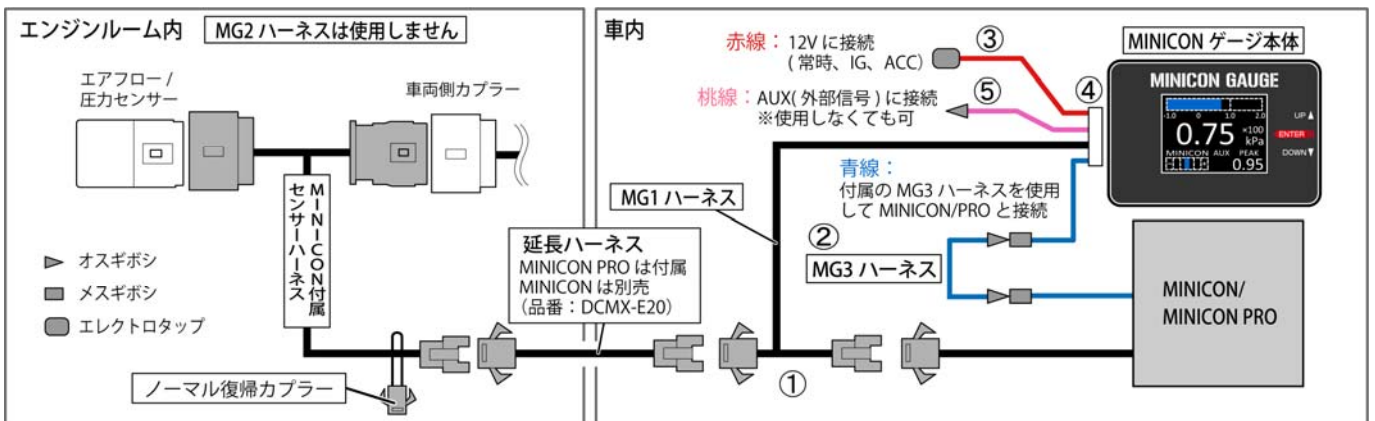 エンジンルーム内
MG2 ハーネスは使用しません
エアフロー /
圧力センサー
車両側カプラー
MINICON付属
センサーハーネス
オスギボシ
メスギボシ
エレクトロタップ
ノーマル復帰カプラー
延長ハーネス
MINICON PRO は付属
MINICON は別売
(品番：DCMX-E20)
車内
赤線：12V に接続
( 常時、IG、ACC)
③
桃線：AUX( 外部信号 ) に接続
※使用しなくても可
⑤
④
MG1 ハーネス
青線：
付属の MG3 ハーネスを使用
して MINICON/PRO と接続
②
MG3 ハーネス
①
MINICON ゲージ本体
MINICON GAUGE
-1.0 0 1.0 2.0
0.75 ×100
kPa
MINICON AUX PEAK
0.95
UP▲
ENTER
DOWN▼
MINICON/
MINICON PRO